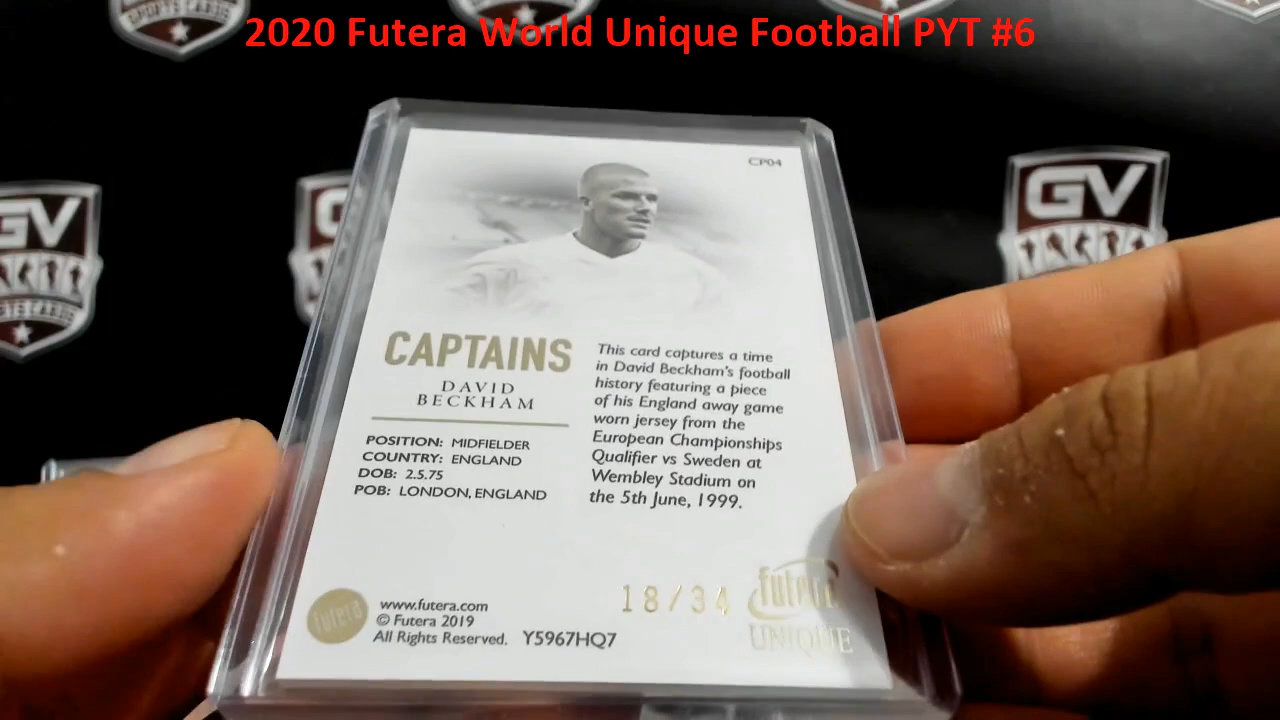 2020 Futera World Unique Football PYT #6
GV
GV
CP04
CAPTAINS
DAVID
BECKHAM
POSITION: MIDFIELDER
COUNTRY: ENGLAND
DOB: 2.5.75
POB: LONDON, ENGLAND
This card captures a time
in David Beckham's football
history featuring a piece
of his England away game
worn jersey from the
European Championships
Qualifier vs Sweden at
Wembley Stadium on
the 5th June, 1999.
18/34
futera
UNIQUE
futera
www.futera.com
© Futera 2019
All Rights Reserved. Y5967HQ7